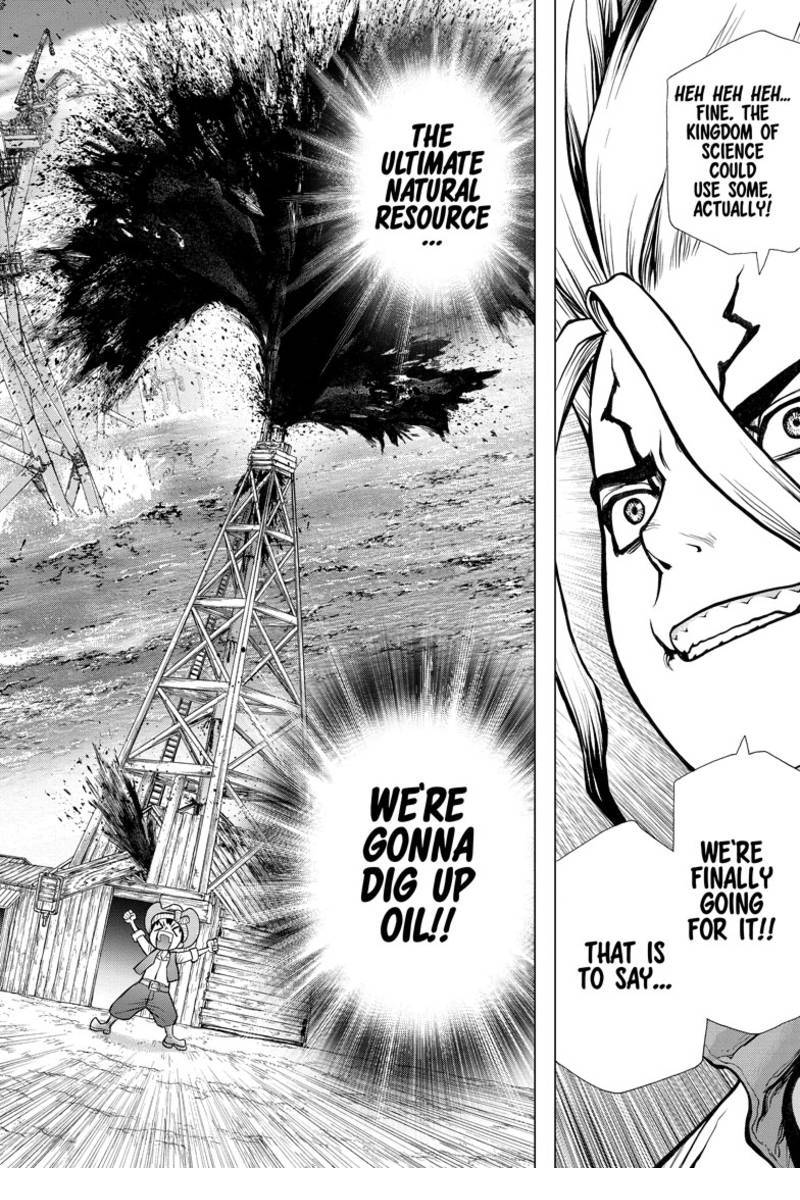 HEH HEH HEH...
FINE. THE
KINGDOM OF
SCIENCE
COULD
USE SOME,
ACTUALLY!
WE'RE
FINALLY
GOING
FOR IT!!
THAT IS
TO SAY...
THE
ULTIMATE
NATURAL
RESOURCE
...
WE'RE
GONNA
DIG UP
OIL!!